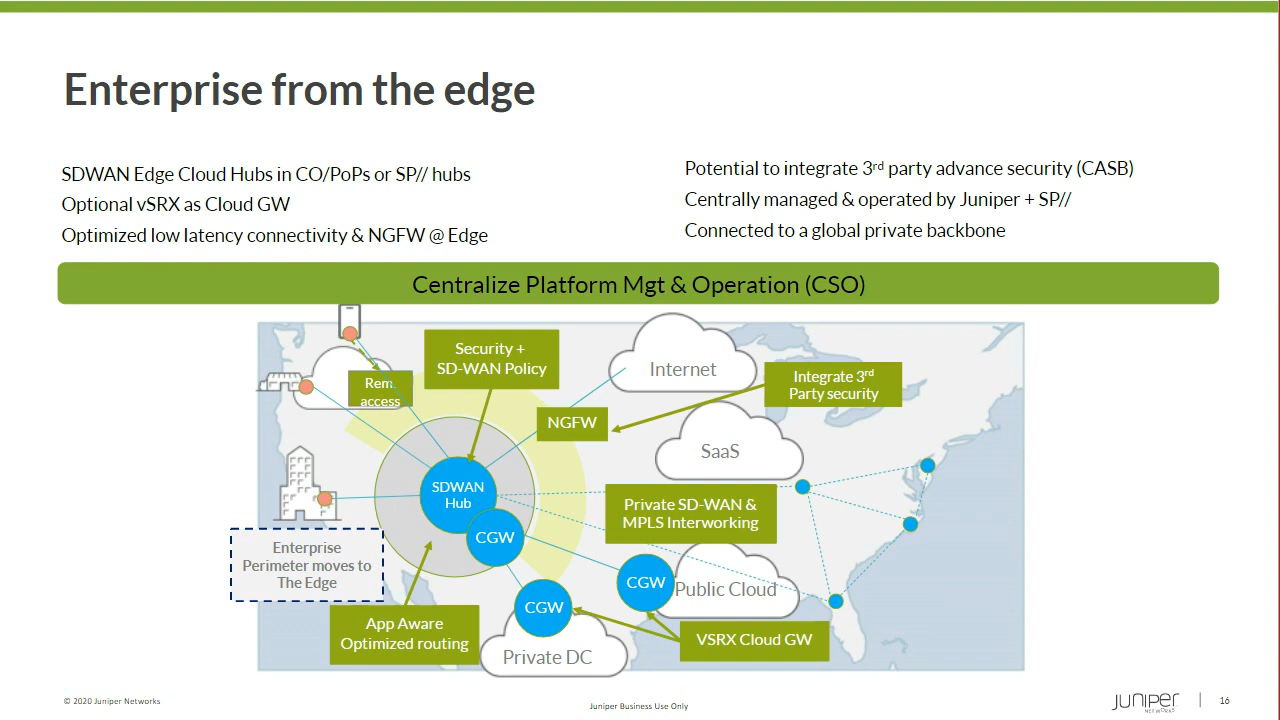 Enterprise from the edge
SDWAN Edge Cloud Hubs in CO/PoPs or SP// hubs
Optional vSRX as Cloud GW
Optimized low latency connectivity & NGFW @ Edge
Potential to integrate 3rd party advance security (CASB)
Centrally managed & operated by Juniper + SP//
Connected to a global private backbone
Centralize Platform Mgt & Operation (CSO)
Security +
SD-WAN Policy
Internet
Integrate 3rd
Party security
Rem
access
NGFW
SaaS
SDWAN
Hub
Private SD-WAN &
MPLS Interworking
CGW
Enterprise
Perimeter moves to
The Edge
CGW
Public Cloud
CGW
App Aware
Optimized routing
VSRX Cloud GW
Private DC
© 2020 Juniper Networks
Juniper Business Use Only
JUNIPER
NETWORKS
16